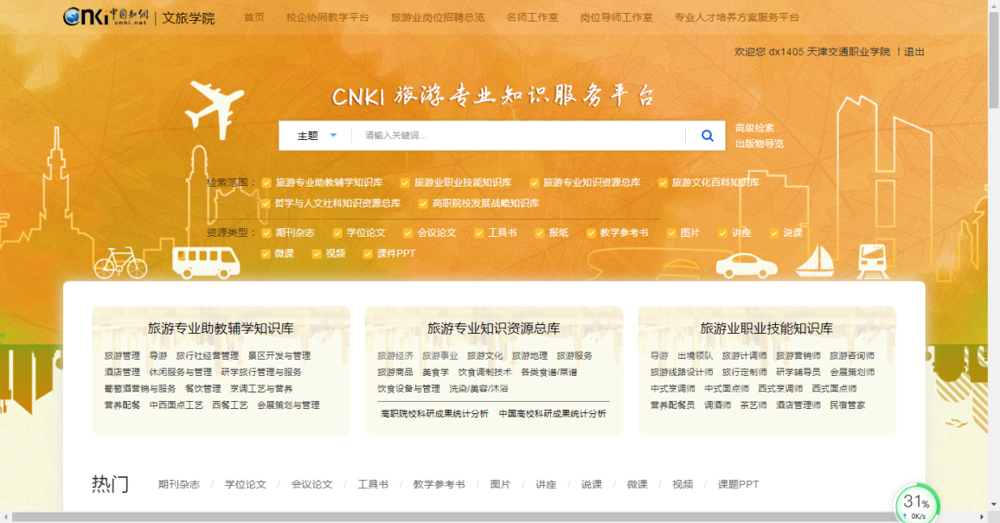 cnki 中国知网 cnki.net | 文旅学院 首页 校企协同教学平台 旅游业岗位招聘总览 名师工作室 岗位导师工作室 专业人才培养方案服务平台
欢迎您 dx1405 天津交通职业学院 ！退出
CNKI 旅游专业知识服务平台
主题 请输入关键词... 高级检索
出版物导览
检索范围： 旅游专业助教辅学知识库 旅游业职业技能知识库 旅游专业知识资源总库 旅游文化百科知识库
哲学与人文社科知识资源总库 高职院校发展战略知识库
资源类型： 期刊杂志 学位论文 会议论文 工具书 报纸 教学参考书 图片 讲座 说课
微课 视频 课件PPT
旅游专业助教辅学知识库
旅游管理 导游 旅行社经营管理 景区开发与管理
酒店管理 休闲服务与管理 研学旅行管理与服务
葡萄酒营销与服务 餐饮管理 烹调工艺与营养
营养配餐 中西面点工艺 西餐工艺 会展策划与管理
旅游专业知识资源总库
旅游经济 旅游事业 旅游文化 旅游地理 旅游服务
旅游商品 美食学 饮食调制技术 各类食谱/菜谱
饮食设备与管理 洗染/美容/沐浴
高职院校科研成果统计分析 中国高校科研成果统计分析
旅游业职业技能知识库
导游 出境领队 旅游计调师 旅游营销师 旅游咨询师
旅游线路设计师 旅行定制师 研学辅导员 会展策划师
中式烹调师 中式面点师 西式烹调师 西式面点师
营养配餐员 调酒师 茶艺师 酒店管理师 民宿管家
热门 期刊杂志 / 学位论文 / 会议论文 / 工具书 / 教学参考书 / 图片 / 讲座 / 说课 / 微课 / 视频 / 课题PPT
31%
0K/s